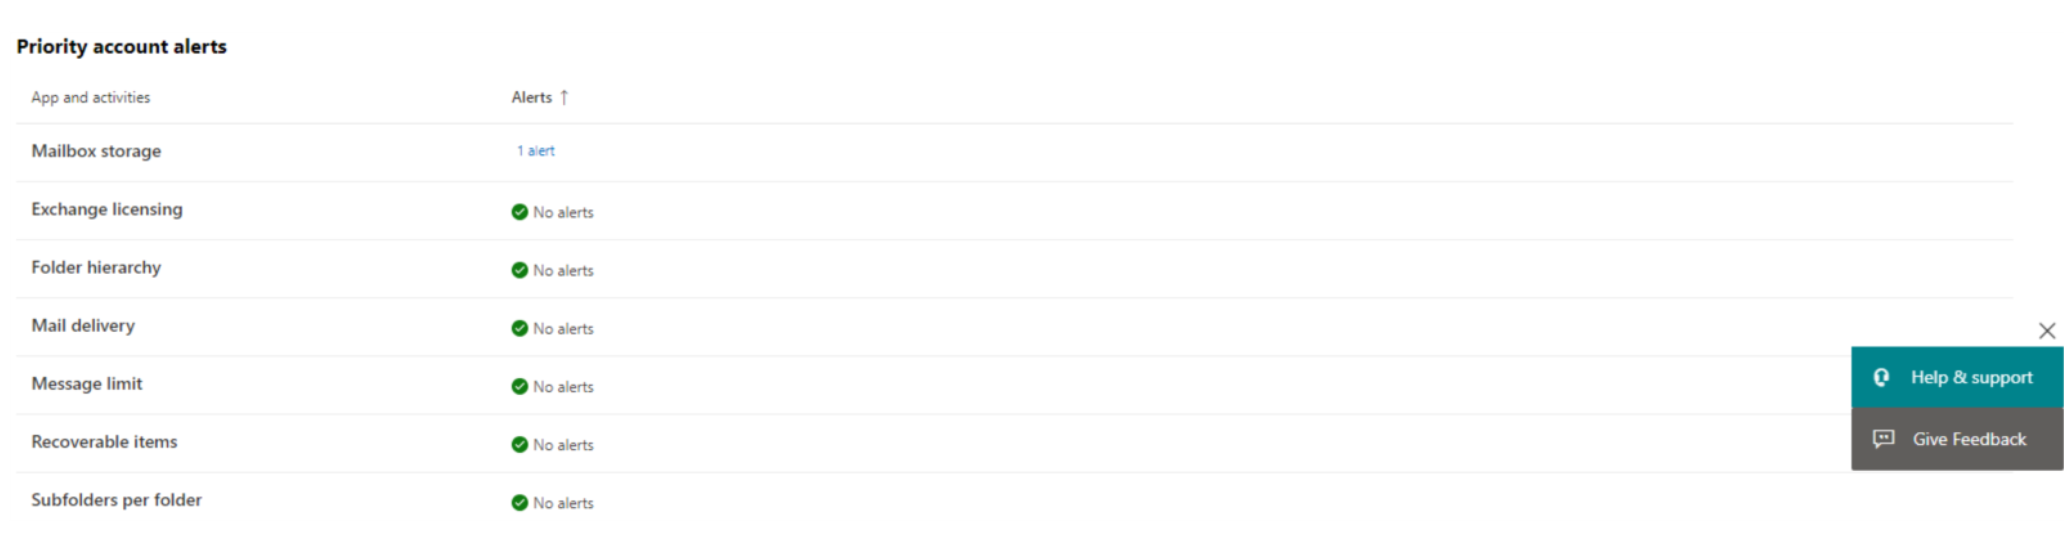 Priority account alerts
App and activities Alerts ↑
Mailbox storage 1 alert
Exchange licensing No alerts
Folder hierarchy No alerts
Mail delivery No alerts
Message limit No alerts
Recoverable items No alerts
Subfolders per folder No alerts
Help & support
Give Feedback